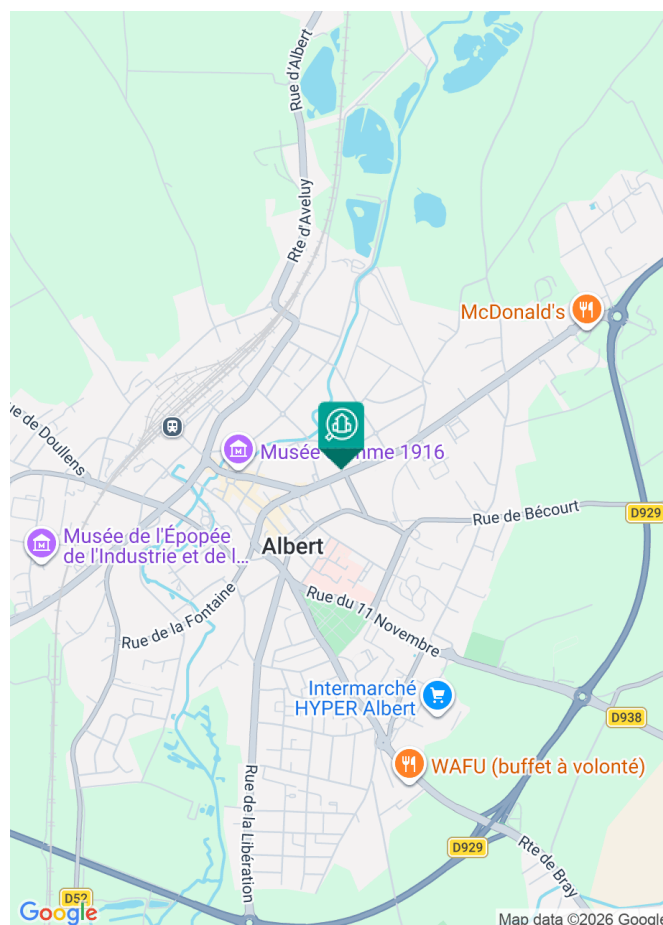 Rue d'Albert
Rte d'Aveluy
McDonald's
ue de Doullens
Musée
mme 1916
Rue de Bécourt
D929
Musée de l'Épopée
de l'Industrie et de l...
Albert
Rue du 11 Novembre
Rue de la Fontaine
Intermarché
HYPER Albert
D938
WAFU (buffet à volonté)
Rue de la Libération
D929
Rte de Bray
D52
Google
Map data ©2026 Google